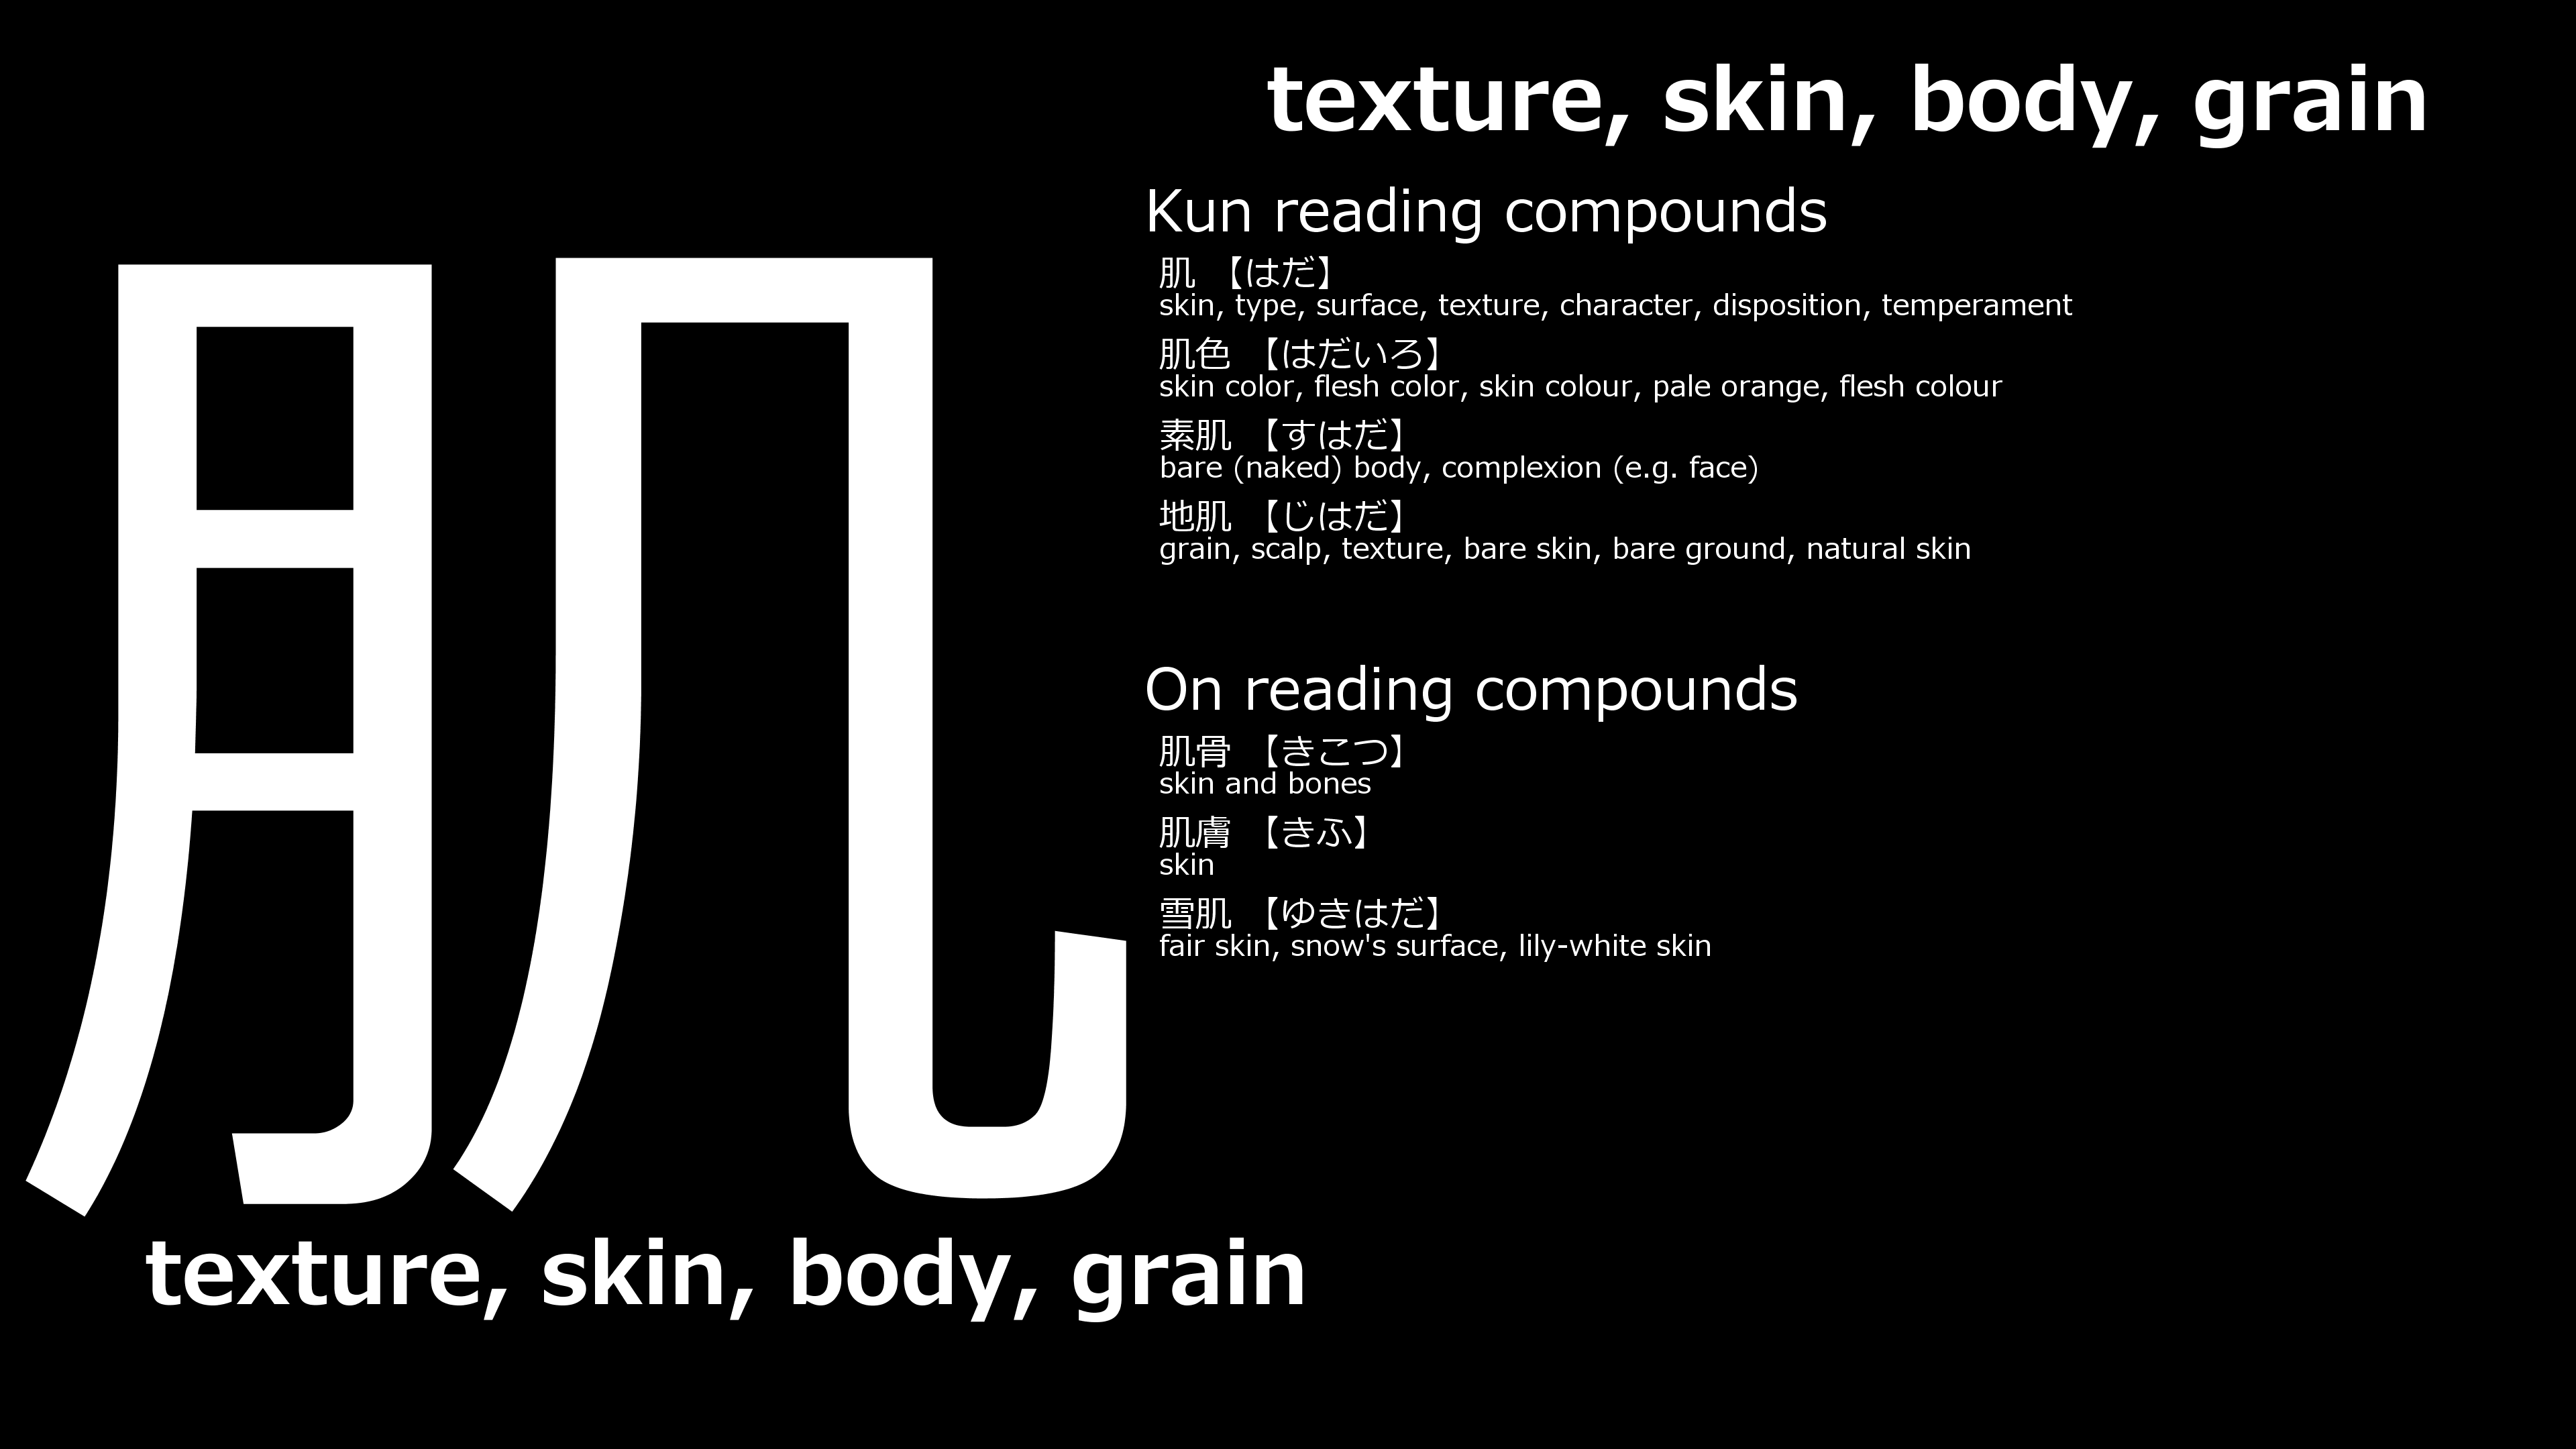 肌
texture, skin, body, grain
texture, skin, body, grain
Kun reading compounds
肌 【はだ】
skin, type, surface, texture, character, disposition, temperament
肌色 【はだいろ】
skin color, flesh color, skin colour, pale orange, flesh colour
素肌 【すはだ】
bare (naked) body, complexion (e.g. face)
地肌 【じはだ】
grain, scalp, texture, bare skin, bare ground, natural skin
On reading compounds
肌骨 【きこつ】
skin and bones
肌膚 【きふ】
skin
雪肌 【ゆきはだ】
fair skin, snow's surface, lily-white skin